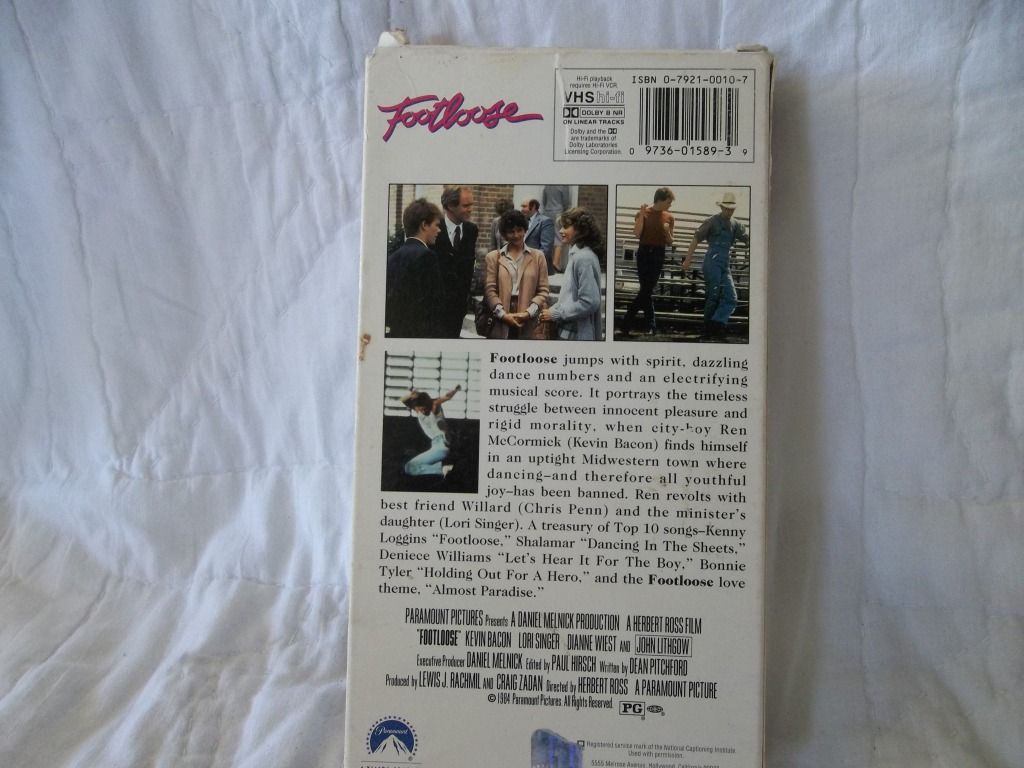 Footloose
Hi-Fi playback
requires Hi-Fi VCR.
VHS hi-fi
DOLBY B NR
ON LINEAR TRACKS
Dolby and the
are trademarks of
Dolby Laboratories
Licensing Corporation.
ISBN 0-7921-0010-7
0 9736-01589-3 9
Footloose jumps with spirit, dazzling
dance numbers and an electrifying
musical score. It portrays the timeless
struggle between innocent pleasure and
rigid morality, when city-boy Ren
McCormick (Kevin Bacon) finds himself
in an uptight Midwestern town where
dancing–and therefore all youthful
joy–has been banned. Ren revolts with
best friend Willard (Chris Penn) and the minister's
daughter (Lori Singer). A treasury of Top 10 songs–Kenny
Loggins "Footloose," Shalamar "Dancing In The Sheets,"
Deniece Williams "Let's Hear It For The Boy," Bonnie
Tyler "Holding Out For A Hero," and the Footloose love
theme, "Almost Paradise."
PARAMOUNT PICTURES Presents A DANIEL MELNICK PRODUCTION A HERBERT ROSS FILM
"FOOTLOOSE" KEVIN BACON LORI SINGER DIANNE WIEST AND JOHN LITHGOW
Executive Producer DANIEL MELNICK Edited by PAUL HIRSCH Written by DEAN PITCHFORD
Produced by LEWIS J. RACHMIL AND CRAIG ZADAN Directed by HERBERT ROSS A PARAMOUNT PICTURE
© 1984 Paramount Pictures. All Rights Reserved. PG
Paramount
Registered service mark of the National Captioning Institute.
Used with permission.
5555 Melrose Avenue, Hollywood, California